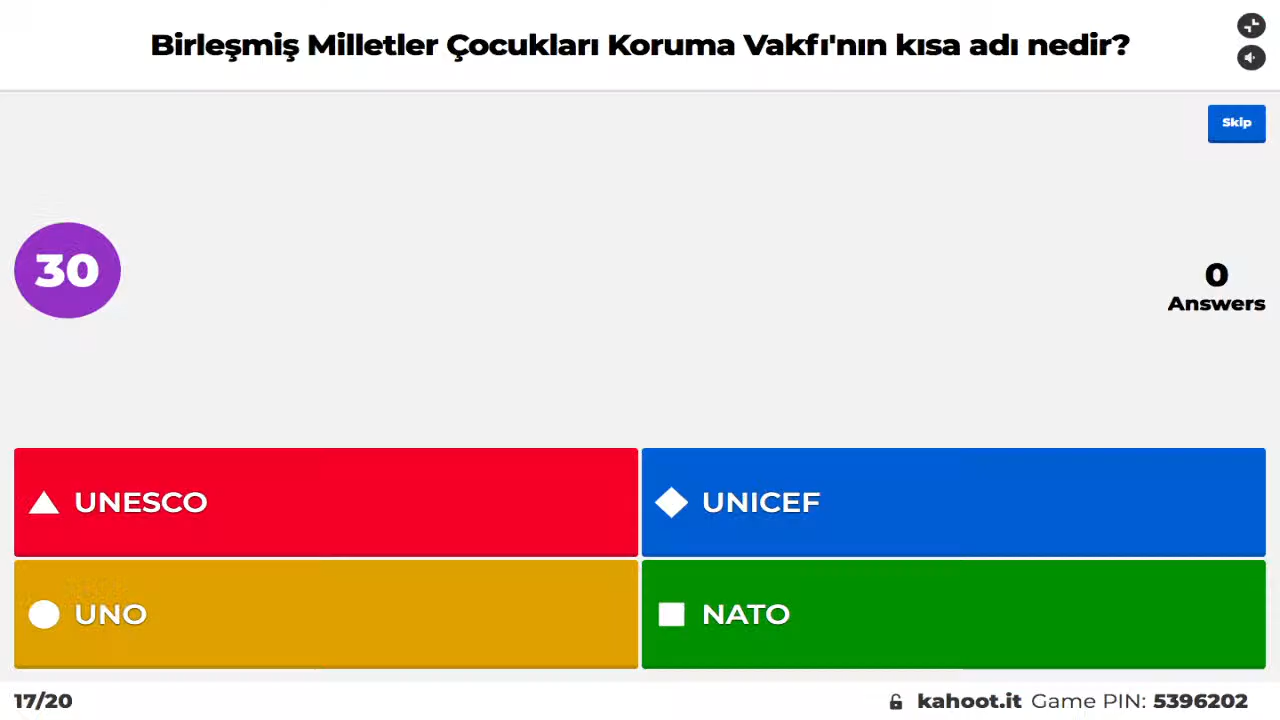 Birleşmiş Milletler Çocukları Koruma Vakfı'nın kısa adı nedir?
Skip
30
0
Answers
UNESCO
UNICEF
UNO
NATO
17/20
kahoot.it Game PIN: 5396202